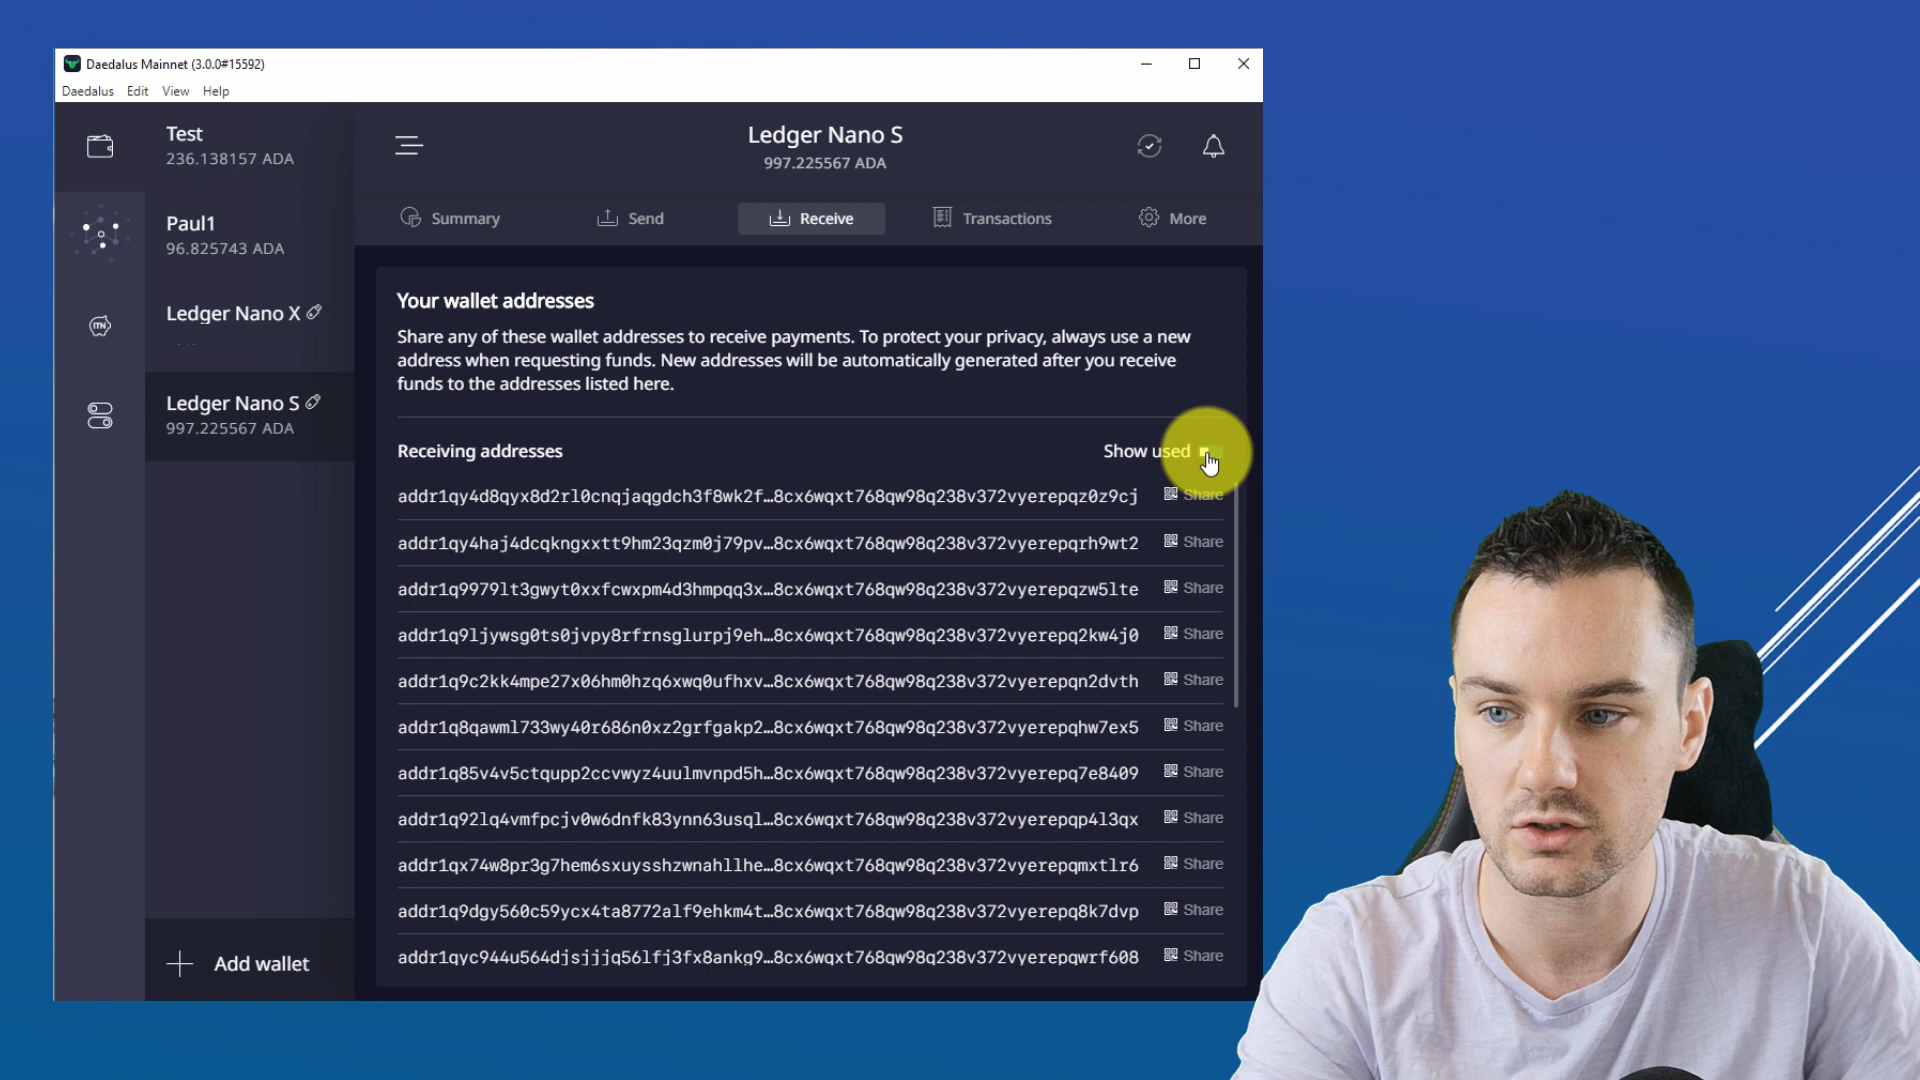 Daedalus Mainnet (3.0.0#15592)
Daedalus Edit View Help
Test
236.138157 ADA
Paul1
96.825743 ADA
Ledger Nano X
Ledger Nano S
997.225567 ADA
Add wallet
Ledger Nano S
997.225567 ADA
Summary Send Receive Transactions More
Your wallet addresses
Share any of these wallet addresses to receive payments. To protect your privacy, always use a new
address when requesting funds. New addresses will be automatically generated after you receive
funds to the addresses listed here.
Receiving addresses Show used
addr1qy4d8qyx8d2rl0cnqjaqgdch3f8wk2f…8cx6wqxt768qw98q238v372vyerepqz0z9cj Share
addr1qy4haj4dcqkngxxtt9hm23qzm0j79pv…8cx6wqxt768qw98q238v372vyerepqrh9wt2 Share
addr1q9979lt3gwyt0xxfcwxpm4d3hmpqq3x…8cx6wqxt768qw98q238v372vyerepqzw5lte Share
addr1q9ljywsg0ts0jvpy8rfrnsglurpj9eh…8cx6wqxt768qw98q238v372vyerepq2kw4j0 Share
addr1q9c2kk4mpe27x06hm0hzq6xwq0ufhxv…8cx6wqxt768qw98q238v372vyerepqn2dvth Share
addr1q8qawml733wy40r686n0xz2grfgakp2…8cx6wqxt768qw98q238v372vyerepqhw7ex5 Share
addr1q85v4v5ctqupp2ccvwyz4uulmvnpd5h…8cx6wqxt768qw98q238v372vyerepq7e8409 Share
addr1q92lq4vmfpcjv0w6dnfk83ynn63usql…8cx6wqxt768qw98q238v372vyerepqp4l3qx Share
addr1qx74w8pr3g7hem6sxuysshzwnahllhe…8cx6wqxt768qw98q238v372vyerepqmxtlr6 Share
addr1q9dgy560c59ycx4ta8772alf9ehkm4t…8cx6wqxt768qw98q238v372vyerepq8k7dvp Share
addr1qyc944u564djsjjjq56lfj3fx8ankg9…8cx6wqxt768qw98q238v372vyerepqwrf608 Share